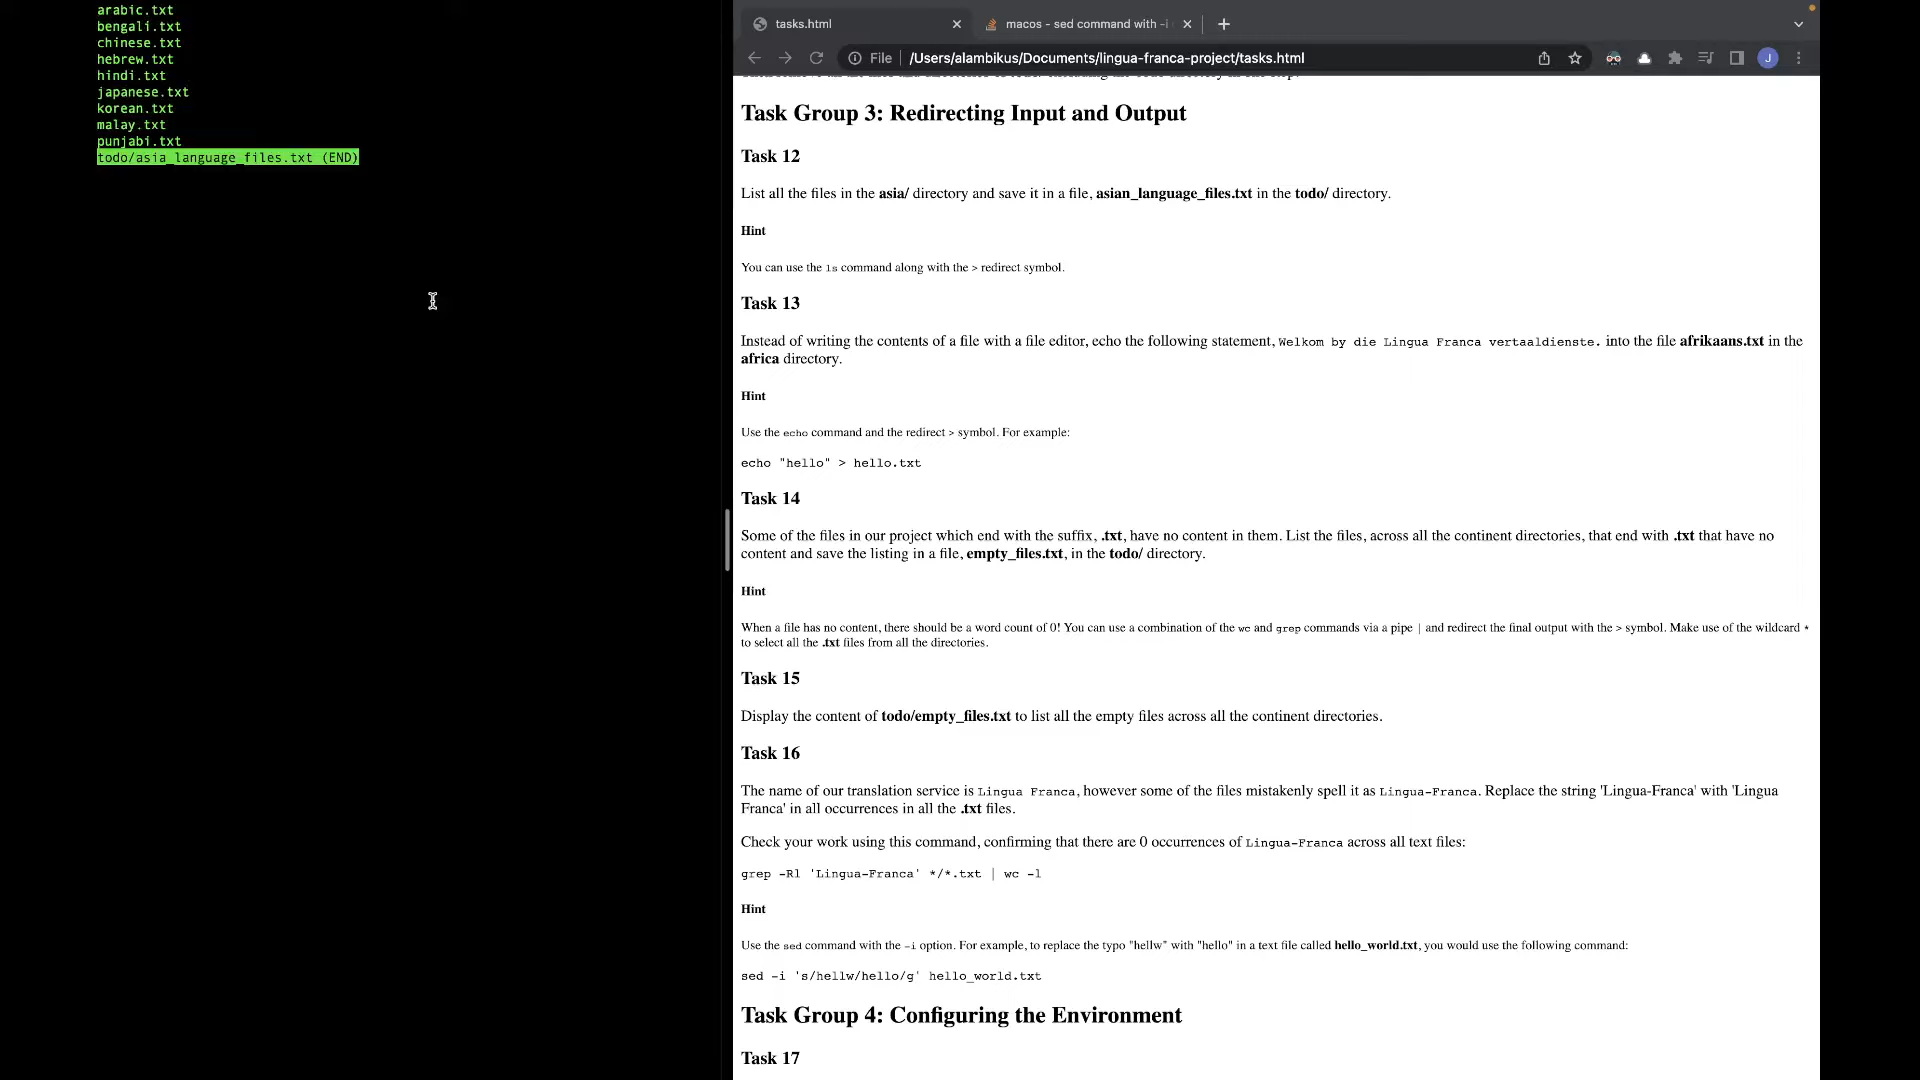 arabic.txt
bengali.txt
chinese.txt
hebrew.txt
hindi.txt
japanese.txt
korean.txt
malay.txt
punjabi.txt
todo/asia_language_files.txt (END)
tasks.html
macos - sed command with -i
File
/Users/alambikus/Documents/lingua-franca-project/tasks.html
J
Task Group 3: Redirecting Input and Output
Task 12
List all the files in the asia/ directory and save it in a file, asian_language_files.txt in the todo/ directory.
Hint
You can use the ls command along with the > redirect symbol.
Task 13
Instead of writing the contents of a file with a file editor, echo the following statement, Welkom by die Lingua Franca vertaaldienste. into the file afrikaans.txt in the
africa directory.
Hint
Use the echo command and the redirect > symbol. For example:
echo "hello" > hello.txt
Task 14
Some of the files in our project which end with the suffix, .txt, have no content in them. List the files, across all the continent directories, that end with .txt that have no
content and save the listing in a file, empty_files.txt, in the todo/ directory.
Hint
When a file has no content, there should be a word count of 0! You can use a combination of the wc and grep commands via a pipe | and redirect the final output with the > symbol. Make use of the wildcard *
to select all the .txt files from all the directories.
Task 15
Display the content of todo/empty_files.txt to list all the empty files across all the continent directories.
Task 16
The name of our translation service is Lingua Franca, however some of the files mistakenly spell it as Lingua-Franca. Replace the string 'Lingua-Franca' with 'Lingua
Franca' in all occurrences in all the .txt files.
Check your work using this command, confirming that there are 0 occurrences of Lingua-Franca across all text files:
grep -Rl 'Lingua-Franca' */*.txt | wc -l
Hint
Use the sed command with the -i option. For example, to replace the typo "hellw" with "hello" in a text file called hello_world.txt, you would use the following command:
sed -i 's/hellw/hello/g' hello_world.txt
Task Group 4: Configuring the Environment
Task 17